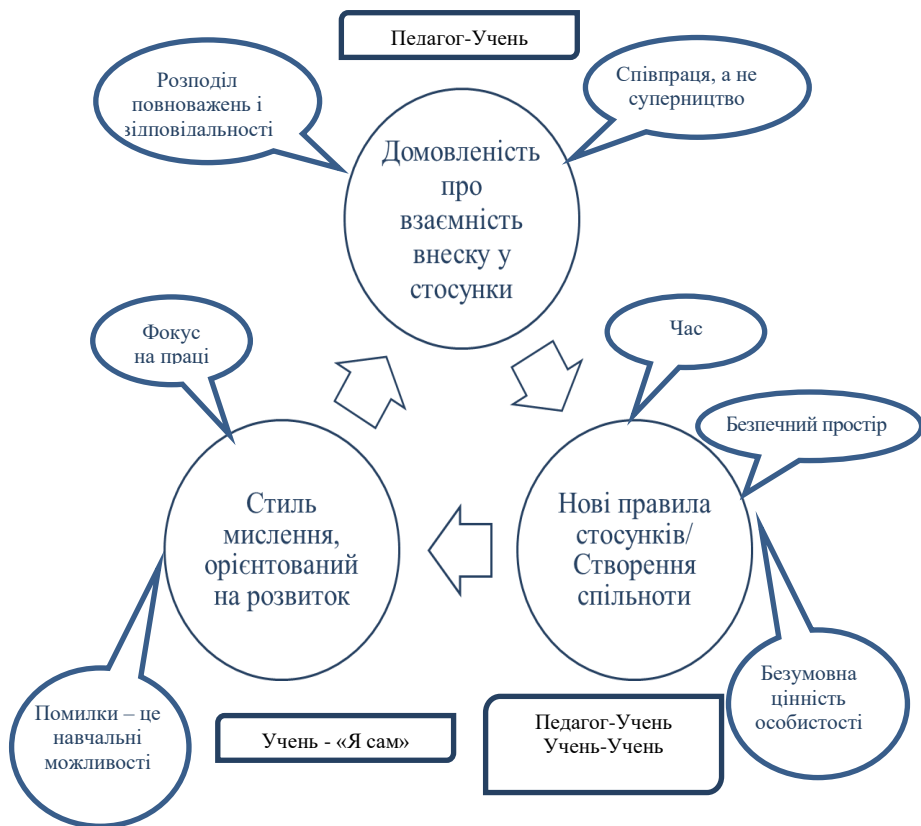 Педагог-Учень
Розподіл
повноважень і
відповідальності
Співпраця, а не
суперництво
Домовленість
про
взаємність
внеску у
стосунки
Фокус
на праці
Час
Безпечний простір
Стиль
мислення,
орієнтований
на розвиток
Нові правила
стосунків/
Створення
спільноти
Помилки – це
навчальні
можливості
Учень - «Я сам»
Педагог-Учень
Учень-Учень
Безумовна
цінність
особистості